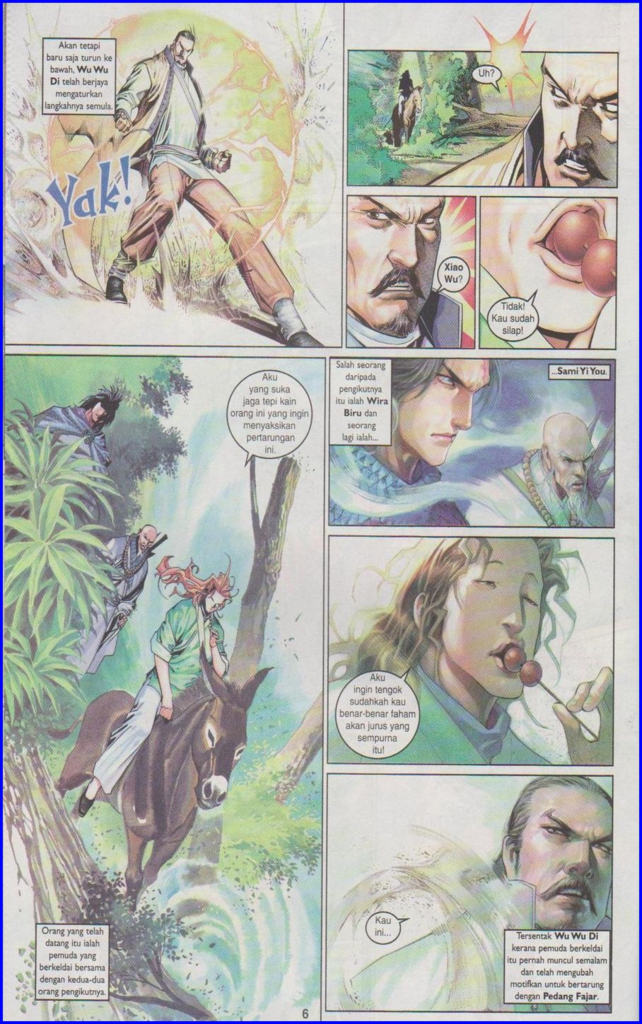 Akan tetapi
baru saja turun ke
bawah, Wu Wu
Di telah berjaya
mengaturkan
langkahnya semula.
Yak!
Uh?
Xiao
Wu?
Tidak!
Kau sudah
silap!
Aku
yang suka
jaga tepi kain
orang ini yang ingin
menyaksikan
pertarungan
ini.
Orang yang telah
datang itu ialah
pemuda yang
berkeldai bersama
dengan kedua-dua
orang pengikutnya.
Salah seorang
daripada
pengikutnya
itu ialah Wira
Biru dan
seorang
lagi ialah...
...Sami Yi You.
Aku
ingin tengok
sudahkah kau
benar-benar faham
akan jurus yang
sempurna
itu!
Kau
ini...
Tersentak Wu Wu Di
kerana pemuda berkeldai
itu pernah muncul semalam
dan telah mengubah
motifkan untuk bertarung
dengan Pedang Fajar.
6